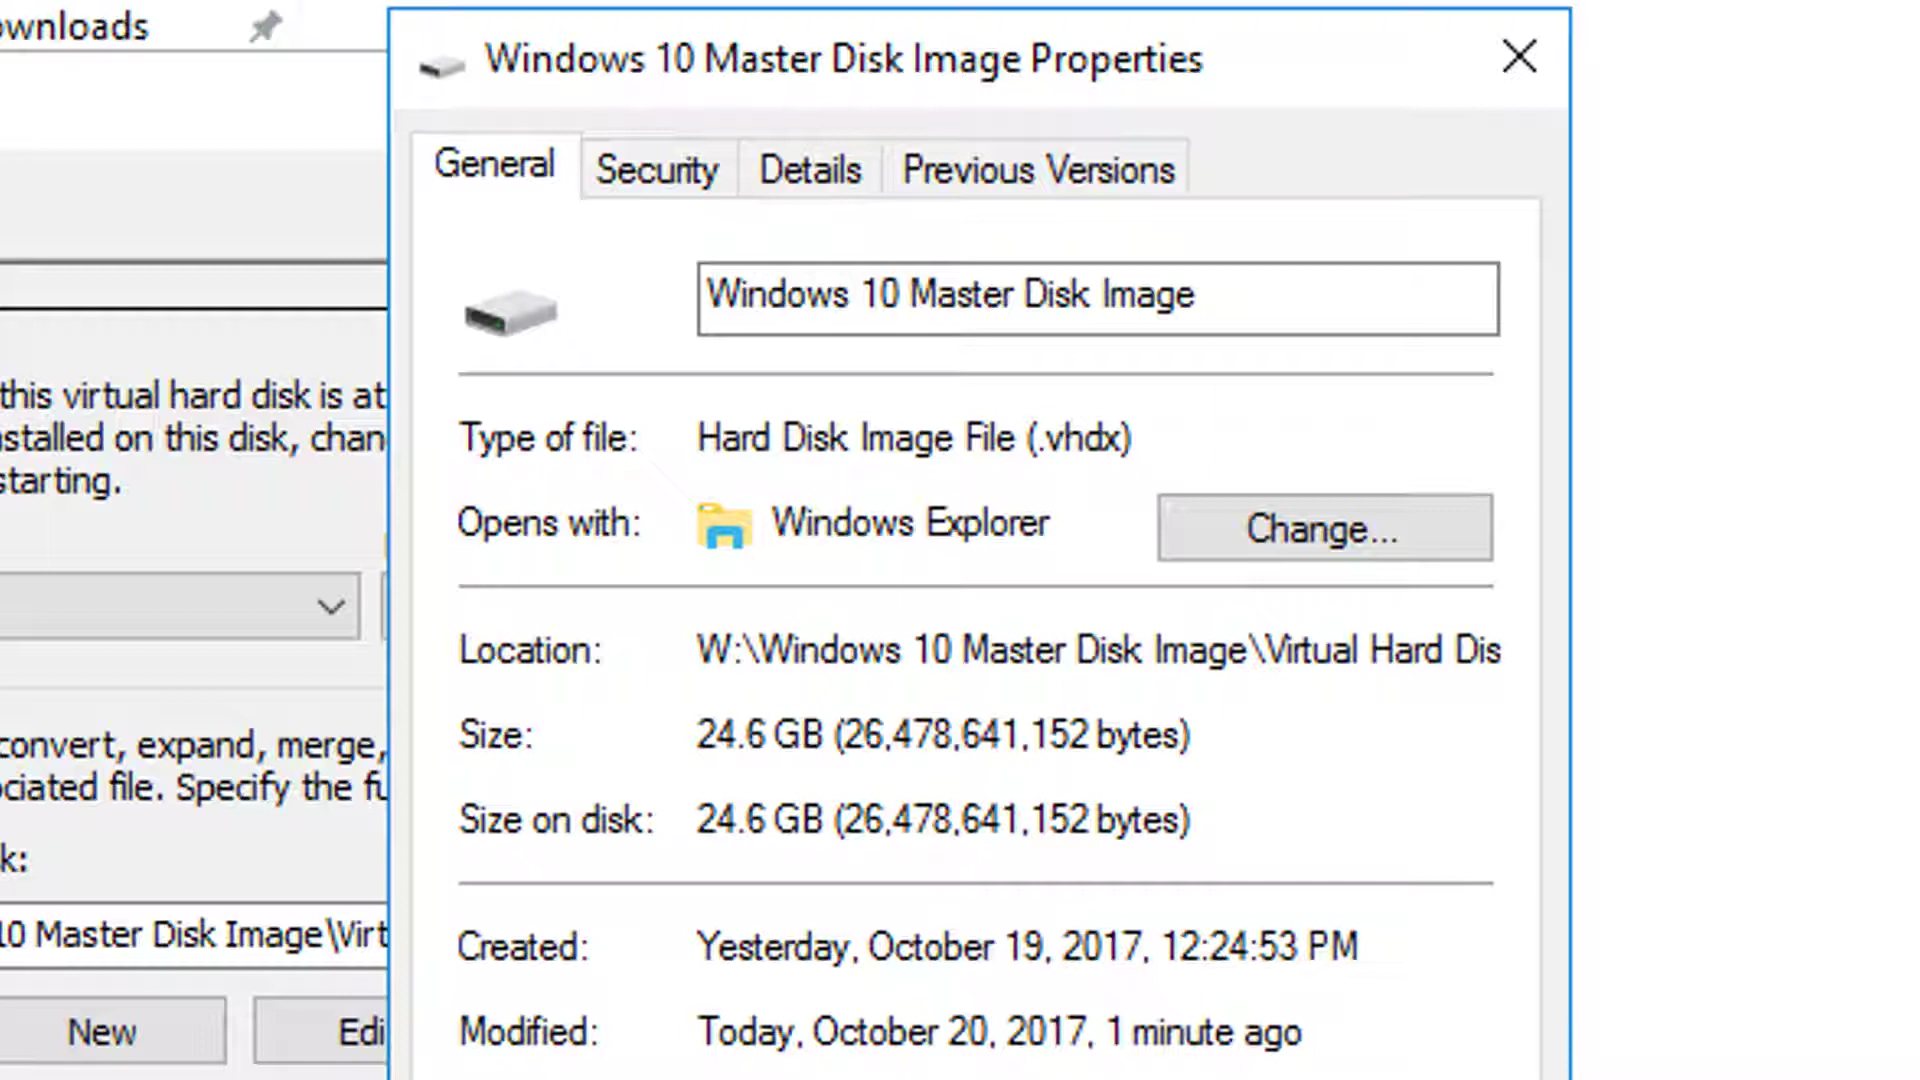 ownloads
Windows 10 Master Disk Image Properties
General
Security
Details
Previous Versions
Windows 10 Master Disk Image
Type of file: Hard Disk Image File (.vhdx)
Opens with: Windows Explorer
Change...
Location: W:\Windows 10 Master Disk Image\Virtual Hard Dis
Size: 24.6 GB (26,478,641,152 bytes)
Size on disk: 24.6 GB (26,478,641,152 bytes)
Created: Yesterday, October 19, 2017, 12:24:53 PM
Modified: Today, October 20, 2017, 1 minute ago
this virtual hard disk is at
stalled on this disk, chan
starting.
convert, expand, merge,
ciated file. Specify the fu
k:
10 Master Disk Image\Virt
New
Edi